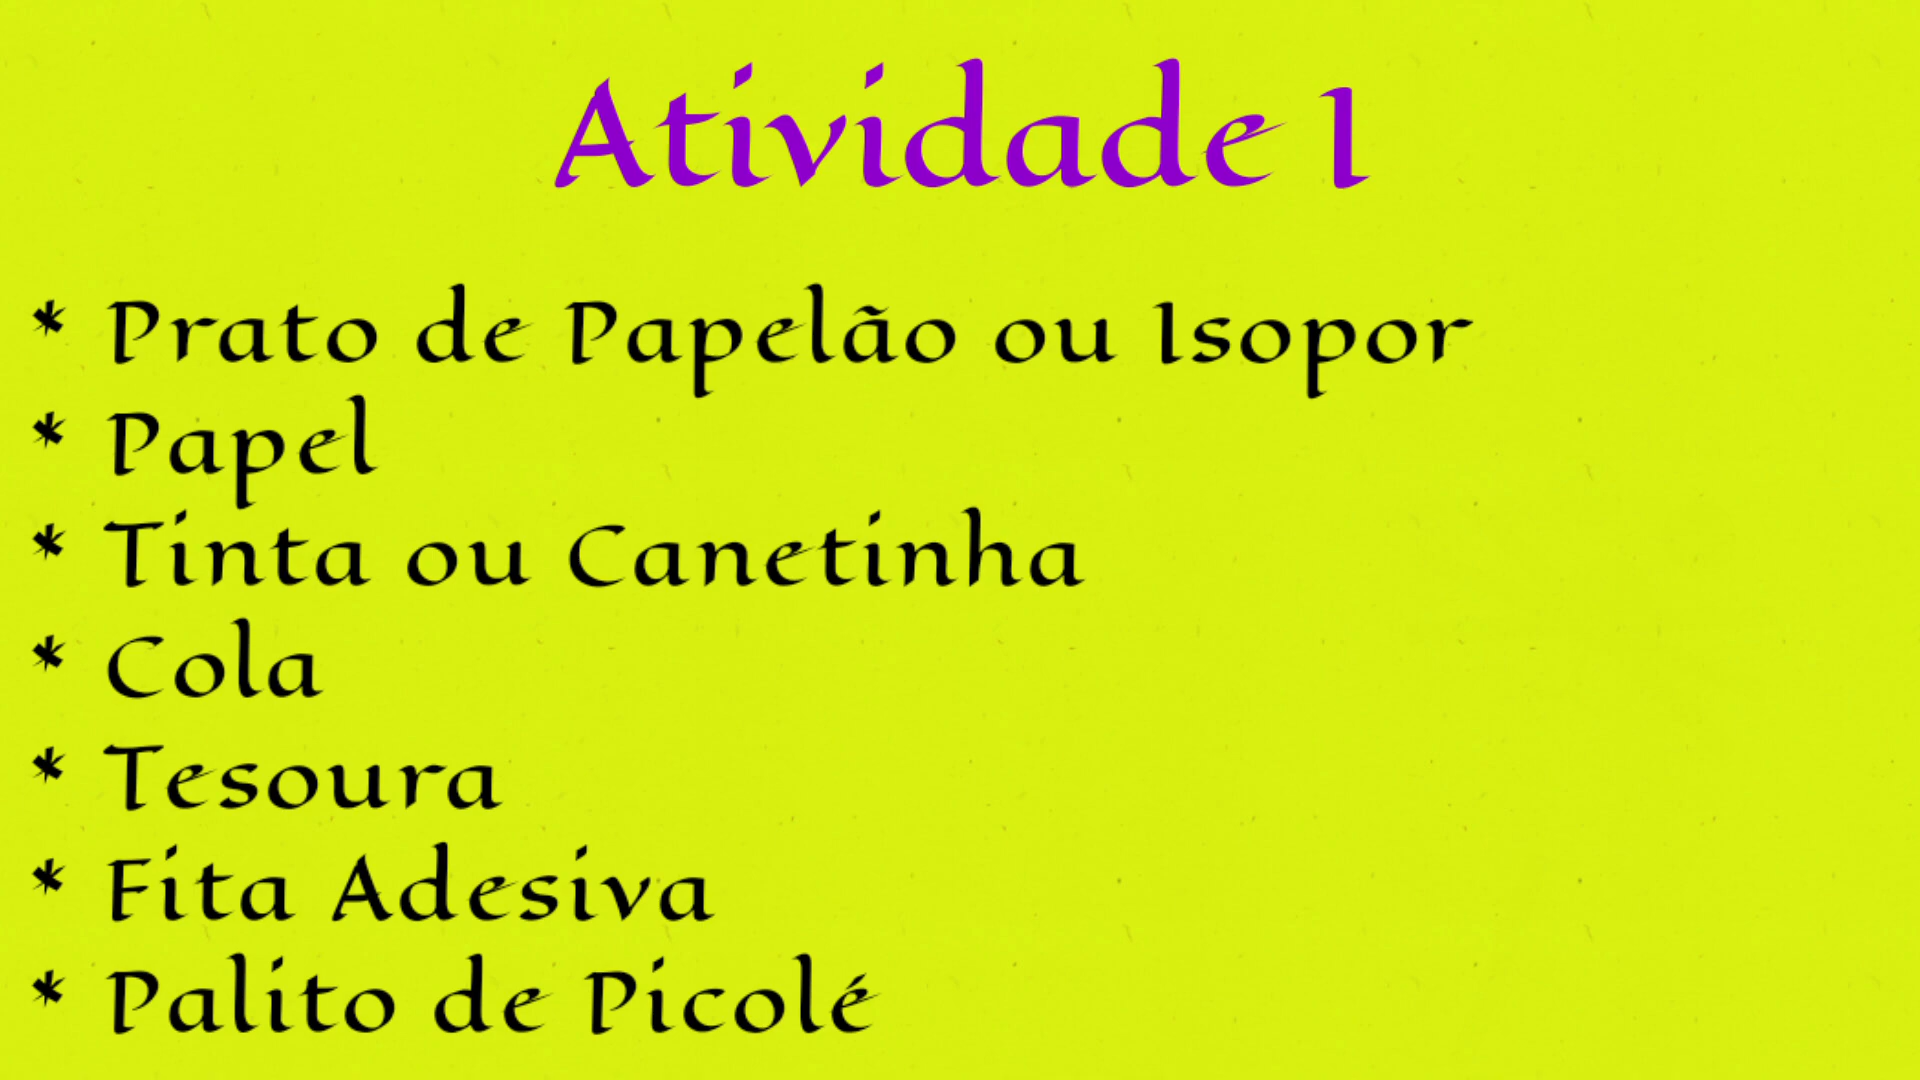 Atividade 1
* Prato de Papelão ou Isopor
* Papel
* Tinta ou Canetinha
* Cola
* Tesoura
* Fita Adesiva
* Palito de Picolé